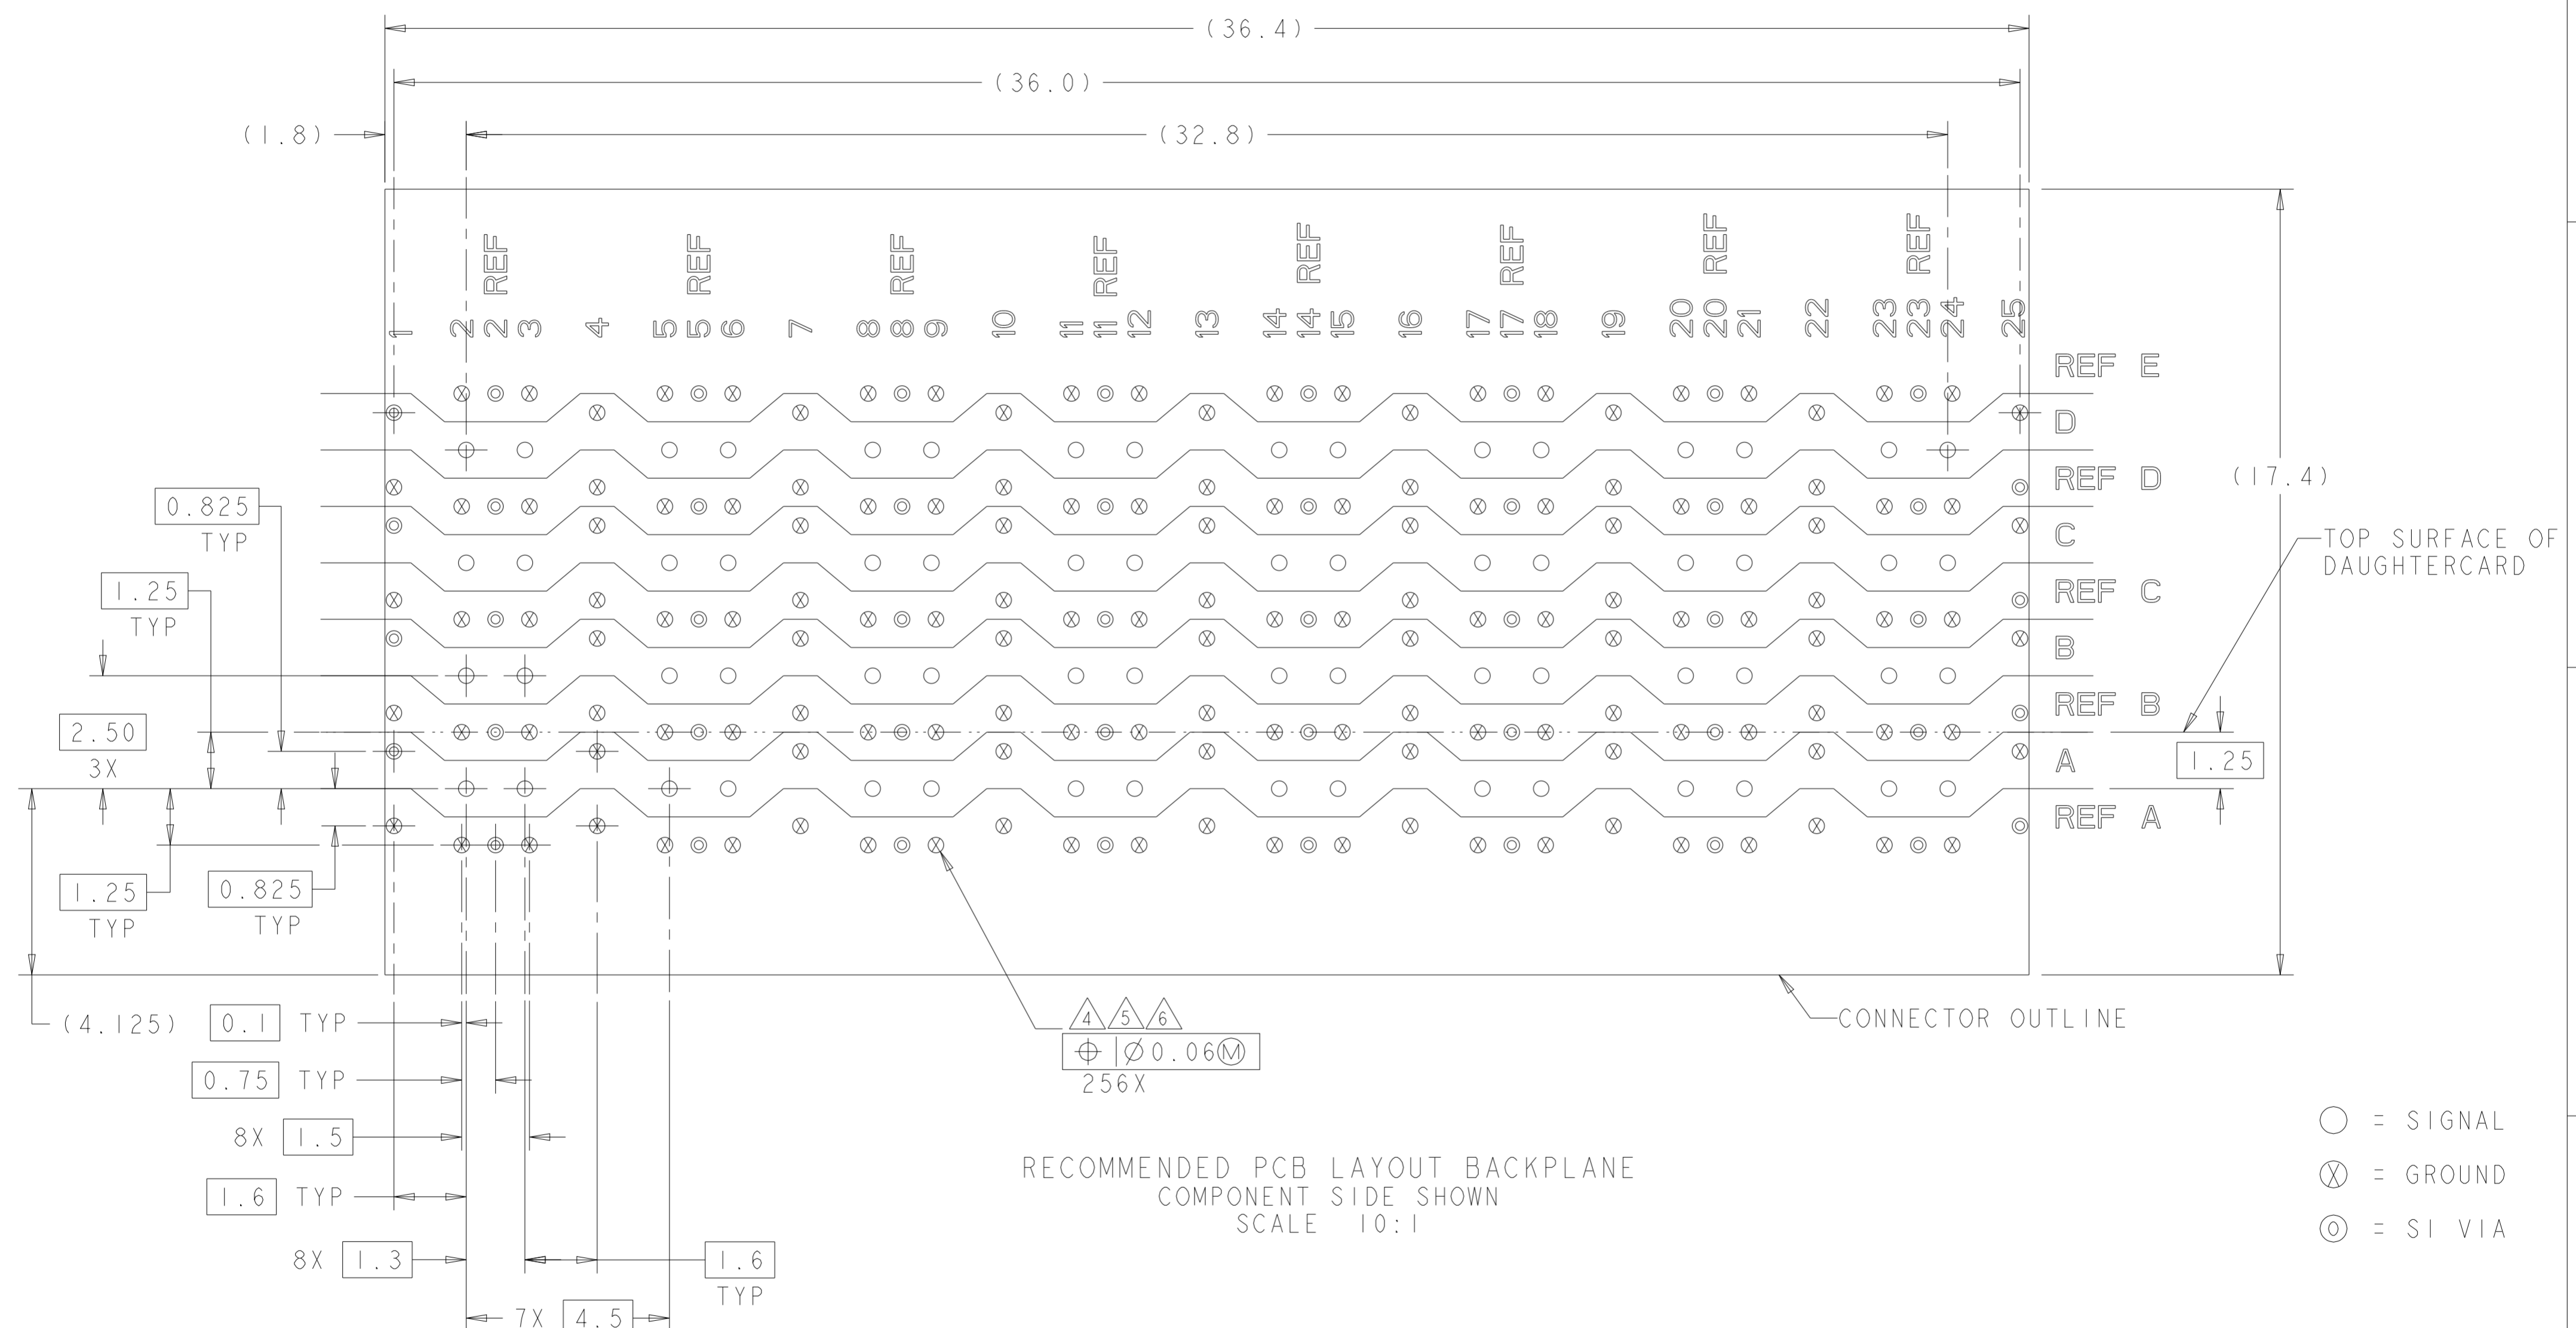 (36.4)
(36.0)
(1.8)
(32.8)
REF REF REF REF REF REF REF REF
1 2 2 3 4 5 5 6 7 8 8 9 10 11 11 12 13 14 14 15 16 17 17 18 19 20 20 21 22 23 23 24 25
REF E
D
REF D
C
REF C
B
REF B
A
REF A
(17.4)
TOP SURFACE OF
DAUGHTERCARD
1.25
0.825
TYP
1.25
TYP
2.50
3X
1.25
TYP
0.825
TYP
(4.125)
0.1 TYP
0.75 TYP
8X 1.5
1.6 TYP
8X 1.3
1.6
TYP
7X 4.5
4 5 6
⌖ Ø0.06Ⓜ
256X
CONNECTOR OUTLINE
RECOMMENDED PCB LAYOUT BACKPLANE
COMPONENT SIDE SHOWN
SCALE 10:1
= SIGNAL
= GROUND
= SI VIA